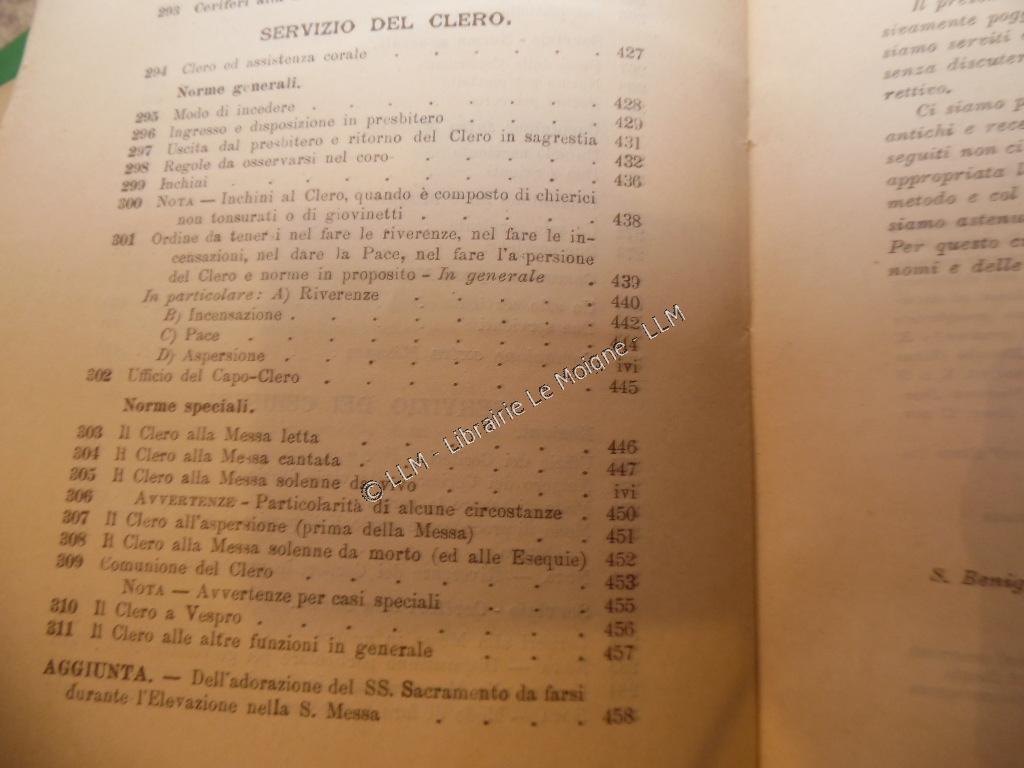 293 Ceriferi
SERVIZIO DEL CLERO.
294 Clero ed assistenza corale . . . . . 427
Norme generali.
295 Modo di incedere . . . . . . . 428
296 Ingresso e disposizione in presbitero . . . . 429
297 Uscita dal presbitero e ritorno del Clero in sagrestia 431
298 Regole da osservarsi nel coro . . . . . 432
299 Inchini . . . . . . . . . 436
300 NOTA — Inchini al Clero, quando è composto di chierici
non tonsurati o di giovinetti . . . . . 438
301 Ordine da tener i nel fare le riverenze, nel fare le in-
censazioni, nel dare la Pace, nel fare l'a persione
del Clero e norme in proposito - In generale . 439
In particolare: A) Riverenze . . . . . 440
B) Incensazione . . . . . . . 442
C) Pace . . . . . . . . 444
D) Aspersione . . . . . . . ivi
302 Ufficio del Capo-Clero . . . . . . 445
Norme speciali.
303 Il Clero alla Messa letta . . . . . 446
304 Il Clero alla Messa cantata . . . . . 447
305 Il Clero alla Messa solenne da vivo . . . . ivi
306 AVVERTENZE - Particolarità di alcune circostanze . 450
307 Il Clero all'aspersione (prima della Messa) . . 451
308 Il Clero alla Messa solenne da morto (ed alle Esequie) 452
309 Comunione del Clero . . . . . . . 453
NOTA — Avvertenze per casi speciali . . . 455
310 Il Clero a Vespro . . . . . . . 456
311 Il Clero alle altre funzioni in generale . . . 457
AGGIUNTA. — Dell'adorazione del SS. Sacramento da farsi
durante l'Elevazione nella S. Messa . . . . 458
© LLM - Librairie Le Moigne - LLM
Il
sivamente
siamo serviti
senza discuter
rettivo.
Ci siamo
antichi e rece
seguiti non ci
appropriata
metodo e col
siamo astenu
Per questo
nomi e delle
S. Benig